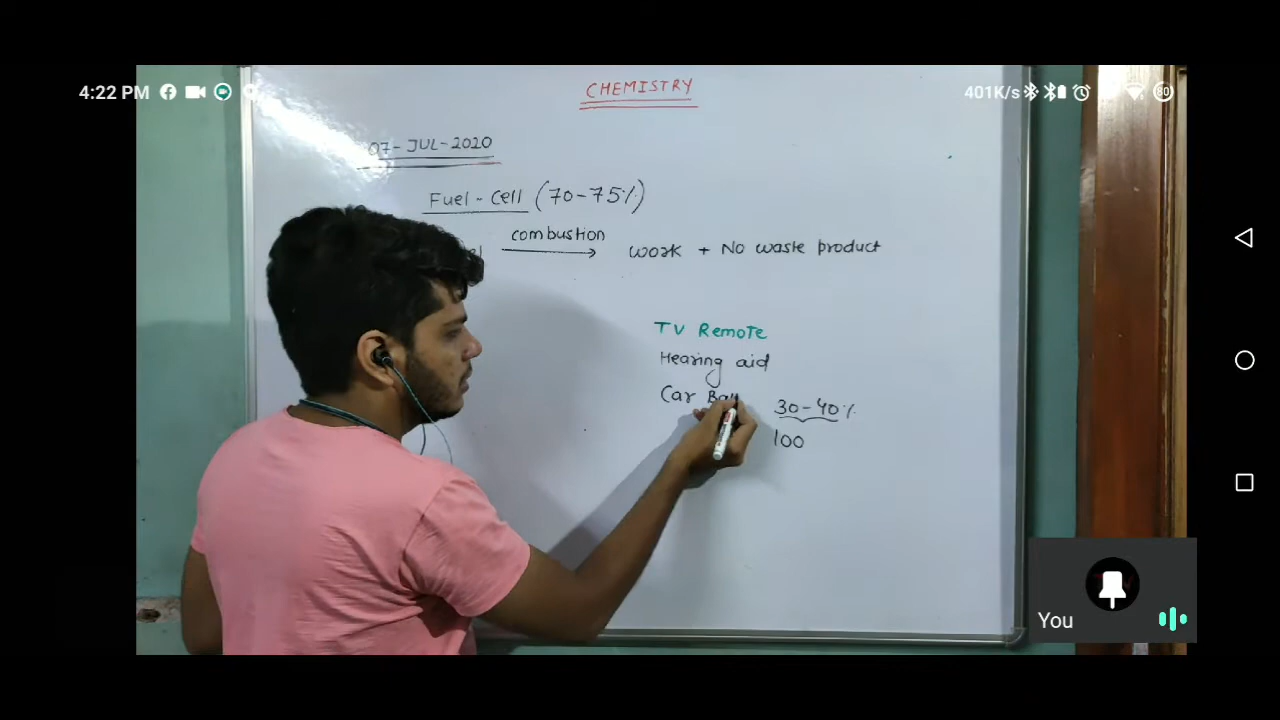 4:22 PM
401K/s
80
CHEMISTRY
07-JUL-2020
Fuel-Cell (70-75%)
combustion
work + No waste product
TV Remote
Hearing aid
Car
30-40%
100
You